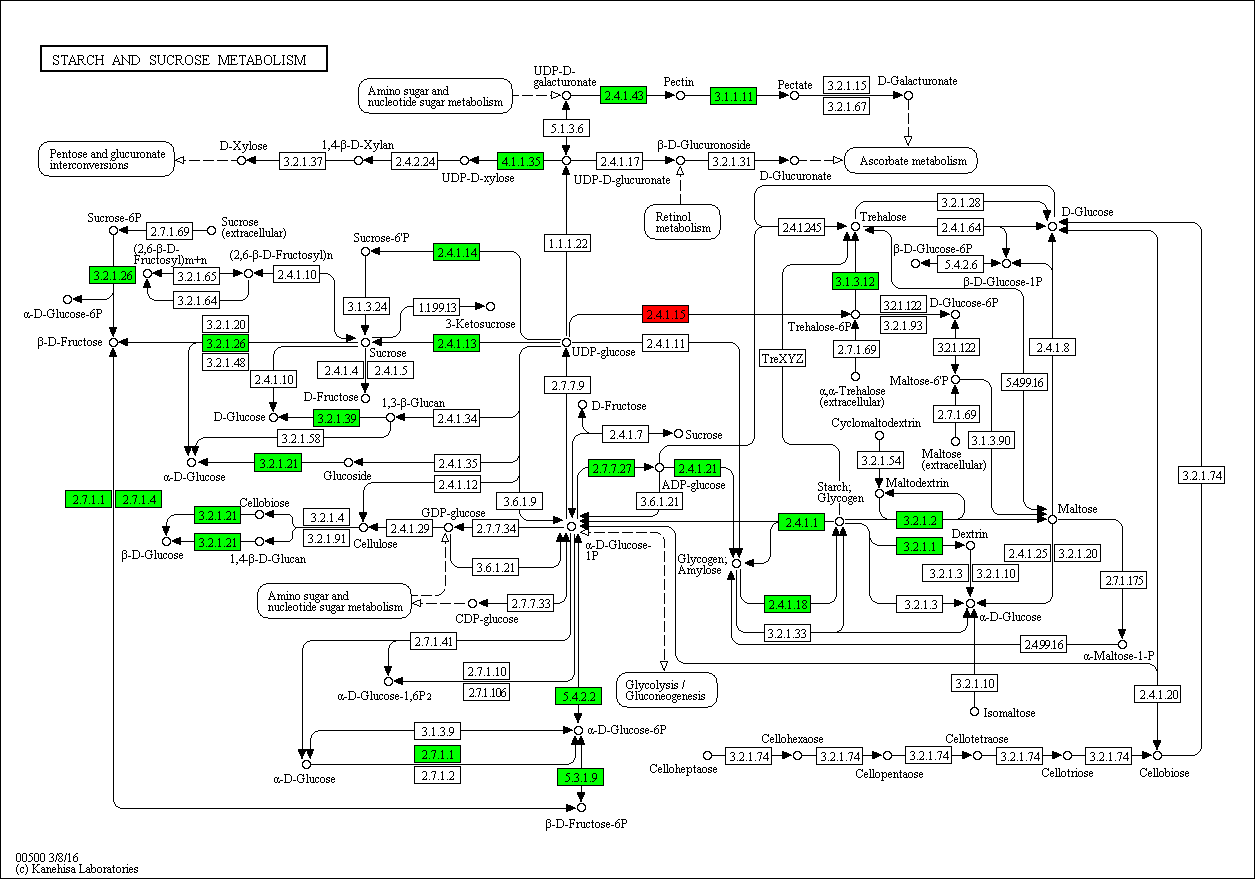 STARCH AND SUCROSE METABOLISM
UDP-D-
galacturonate
Amino sugar and
nucleotide sugar metabolism
2.4.1.43
Pectin
3.1.1.11
Pectate
3.2.1.15
3.2.1.67
D-Galacturonate
5.1.3.6
Pentose and glucuronate
interconversions
D-Xylose
3.2.1.37
1,4-β-D-Xylan
2.4.2.24
UDP-D-xylose
4.1.1.35
2.4.1.17
UDP-D-glucuronate
β-D-Glucuronoside
3.2.1.31
D-Glucuronate
Ascorbate metabolism
Retinol
metabolism
Sucrose-6P
2.7.1.69
Sucrose
(extracellular)
(2,6-β-D-
Fructosyl)m+n
(2,6-β-D-Fructosyl)n
3.2.1.26
3.2.1.65
2.4.1.10
3.2.1.64
α-D-Glucose-6P
Sucrose-6'P
2.4.1.14
1.1.1.22
3.1.3.24
1.1.99.13
3-Ketosucrose
2.4.1.245
Trehalose
3.2.1.28
2.4.1.64
D-Glucose
β-D-Glucose-6P
5.4.2.6
β-D-Glucose-1P
3.1.3.12
2.4.1.15
Trehalose-6P
3.2.1.122
3.2.1.93
D-Glucose-6P
β-D-Fructose
3.2.1.20
3.2.1.26
3.2.1.48
Sucrose
2.4.1.13
UDP-glucose
2.4.1.11
TreXYZ
2.7.1.69
3.2.1.122
2.4.1.8
2.4.1.10
2.4.1.4
2.4.1.5
D-Fructose
2.7.7.9
α,α-Trehalose
(extracellular)
Maltose-6'P
5.4.99.16
D-Glucose
3.2.1.39
1,3-β-Glucan
2.4.1.34
D-Fructose
2.4.1.7
Sucrose
Cyclomaltodextrin
2.7.1.69
3.1.3.90
3.2.1.58
3.2.1.54
Maltose
(extracellular)
α-D-Glucose
3.2.1.21
Glucoside
2.4.1.35
2.4.1.12
2.7.7.27
ADP-glucose
2.4.1.21
3.2.1.74
2.7.1.1
2.7.1.4
3.6.1.9
3.6.1.21
Starch;
Glycogen
Maltodextrin
Maltose
3.2.1.21
Cellobiose
3.2.1.4
3.2.1.91
GDP-glucose
2.4.1.29
2.7.7.34
2.4.1.1
3.2.1.2
β-D-Glucose
3.2.1.21
1,4-β-D-Glucan
Cellulose
α-D-Glucose-
1P
3.2.1.1
Dextrin
2.4.1.25
3.2.1.20
Glycogen;
Amylose
3.6.1.21
3.2.1.3
3.2.1.10
2.7.1.175
Amino sugar and
nucleotide sugar metabolism
2.7.7.33
CDP-glucose
2.4.1.18
3.2.1.3
α-D-Glucose
3.2.1.33
2.7.1.41
2.4.99.16
α-Maltose-1-P
2.7.1.10
2.7.1.106
α-D-Glucose-1,6P2
5.4.2.2
Glycolysis /
Gluconeogenesis
3.2.1.10
Isomaltose
2.4.1.20
3.1.3.9
α-D-Glucose-6P
2.7.1.1
2.7.1.2
α-D-Glucose
5.3.1.9
β-D-Fructose-6P
Celloheptaose
3.2.1.74
Cellohexaose
3.2.1.74
Cellopentaose
3.2.1.74
Cellotetraose
3.2.1.74
Cellotriose
3.2.1.74
Cellobiose
00500 3/8/16
(c) Kanehisa Laboratories